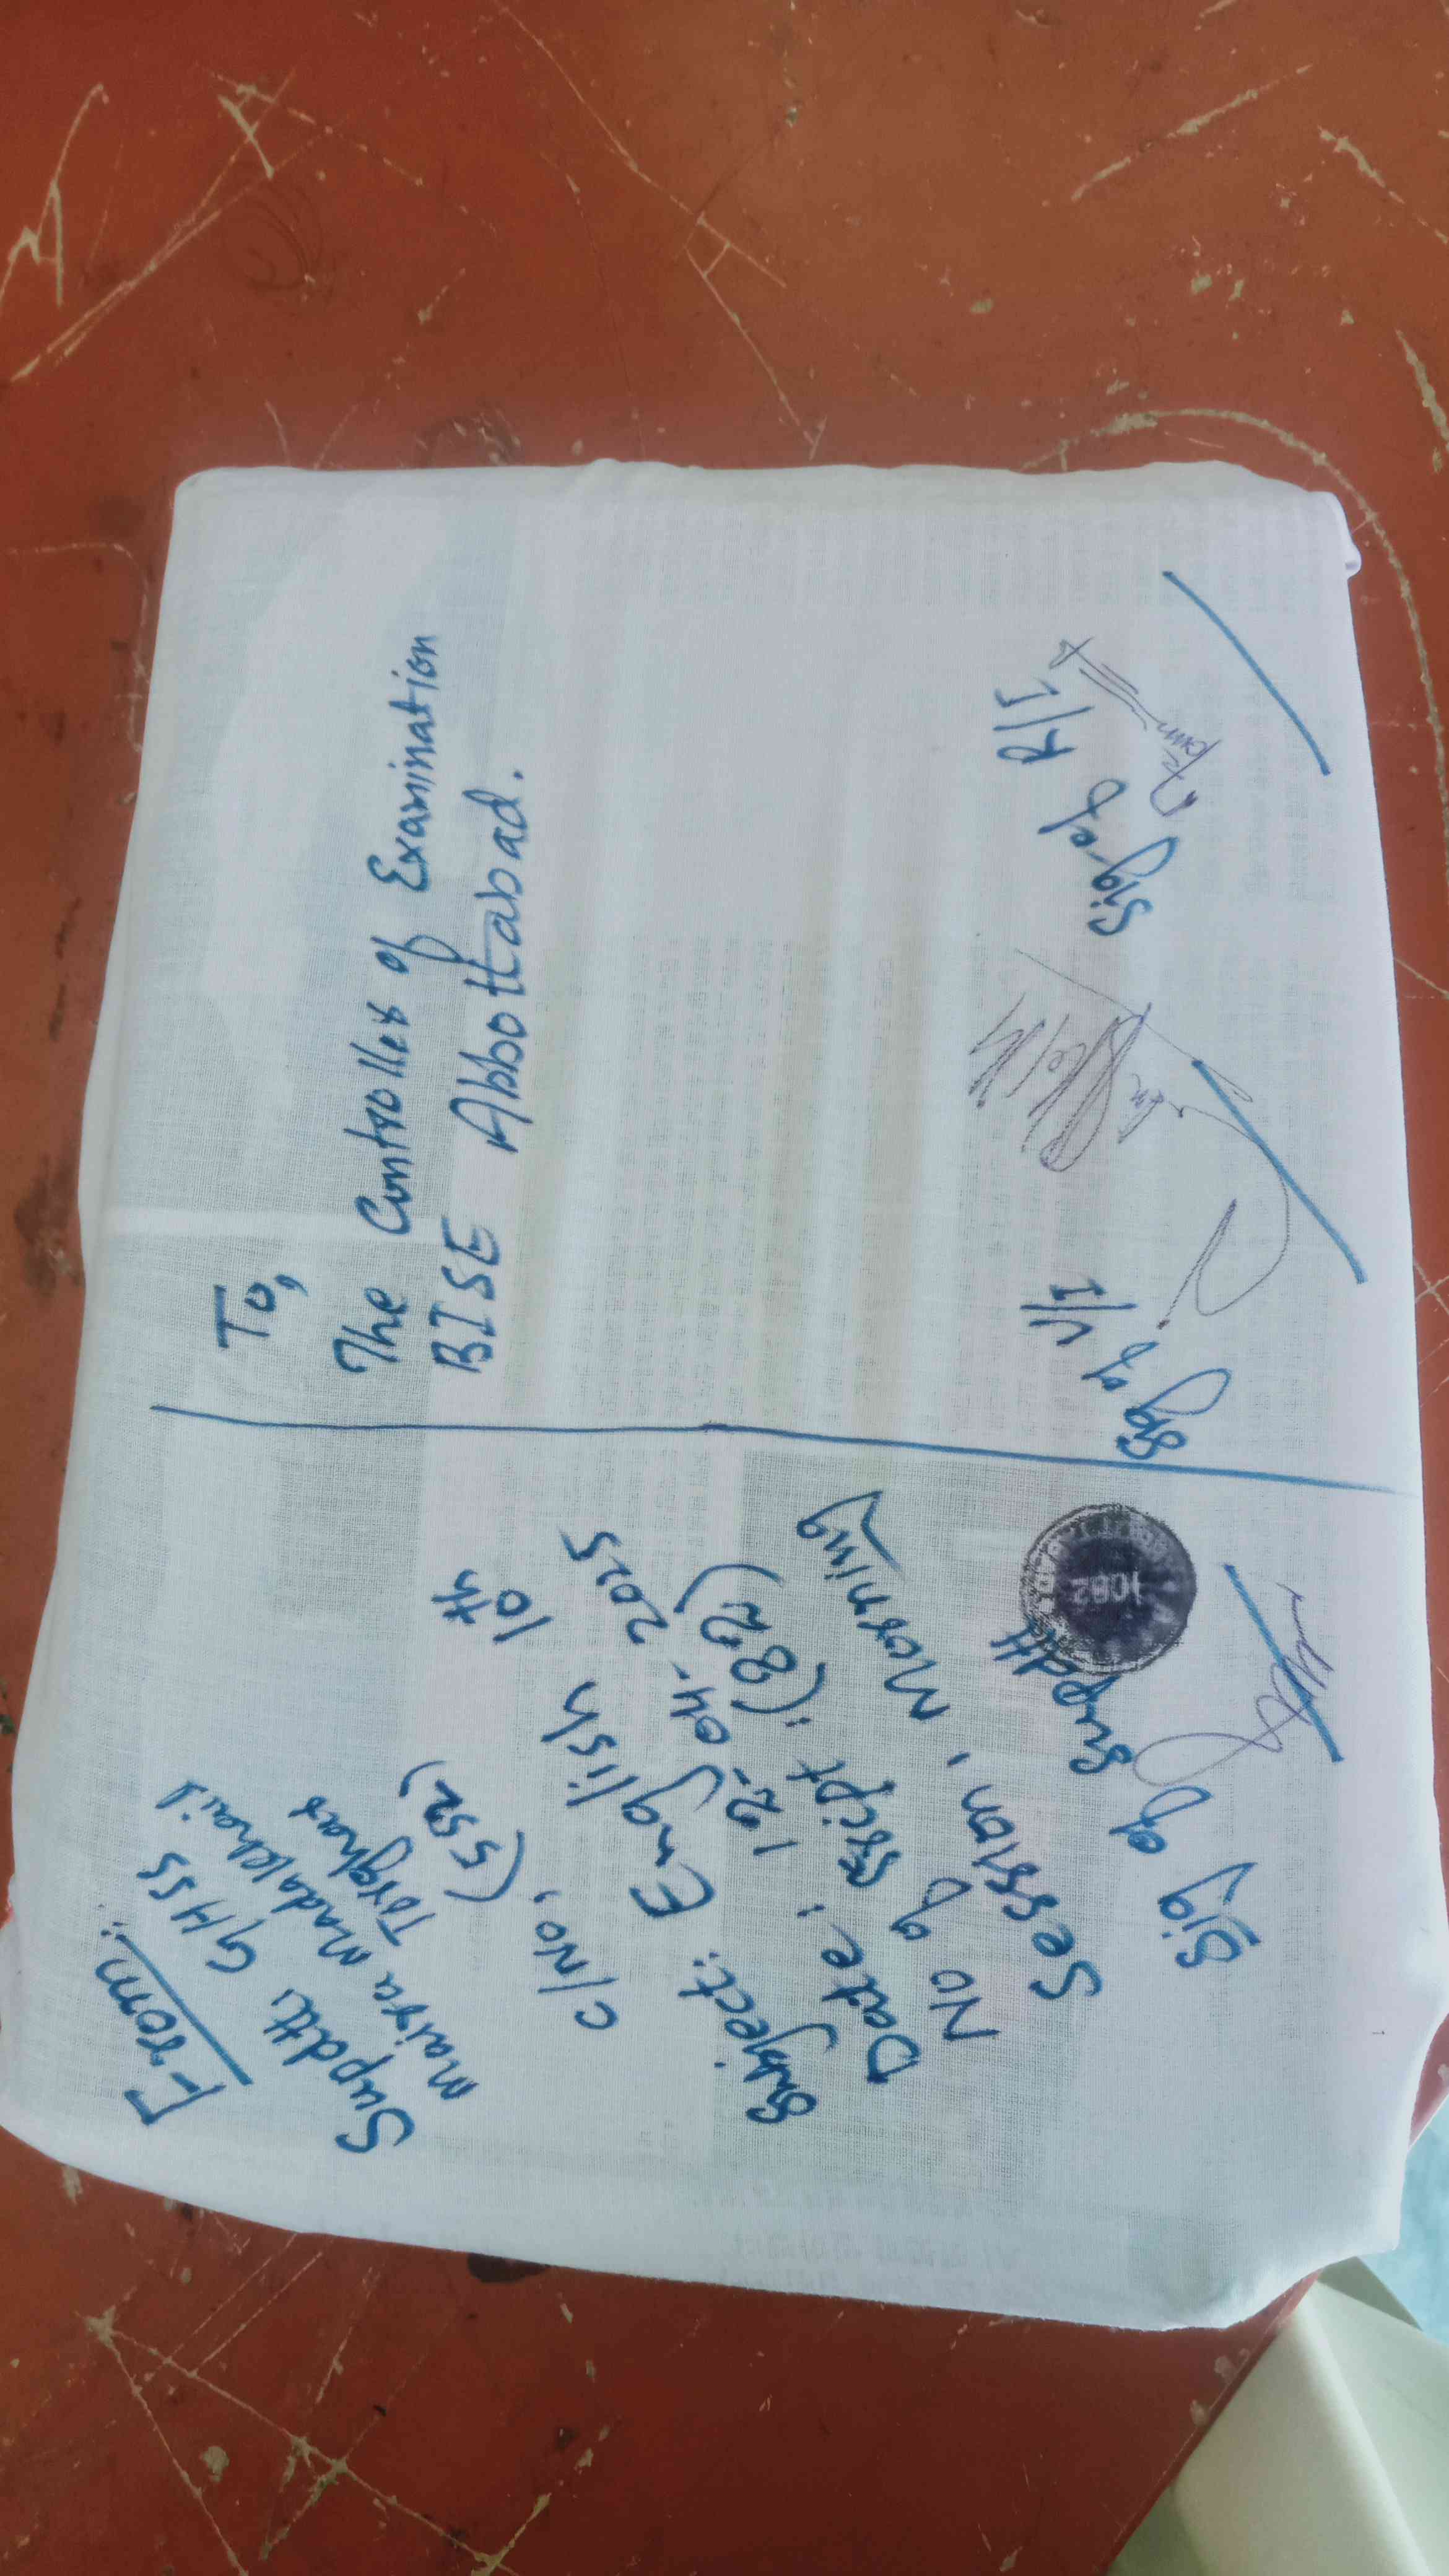 From:
Supdtt, GHSS
Maira Madakhail
Torghar
C/No, (552)
Subject: English 10th
Date, 12-04-2025
No of Script: (82)
Session, Morning
Sig of Supdtt
To,
The Controller of Examination
BISE Abbottabad.
Sig of V/I
Sig of R/I